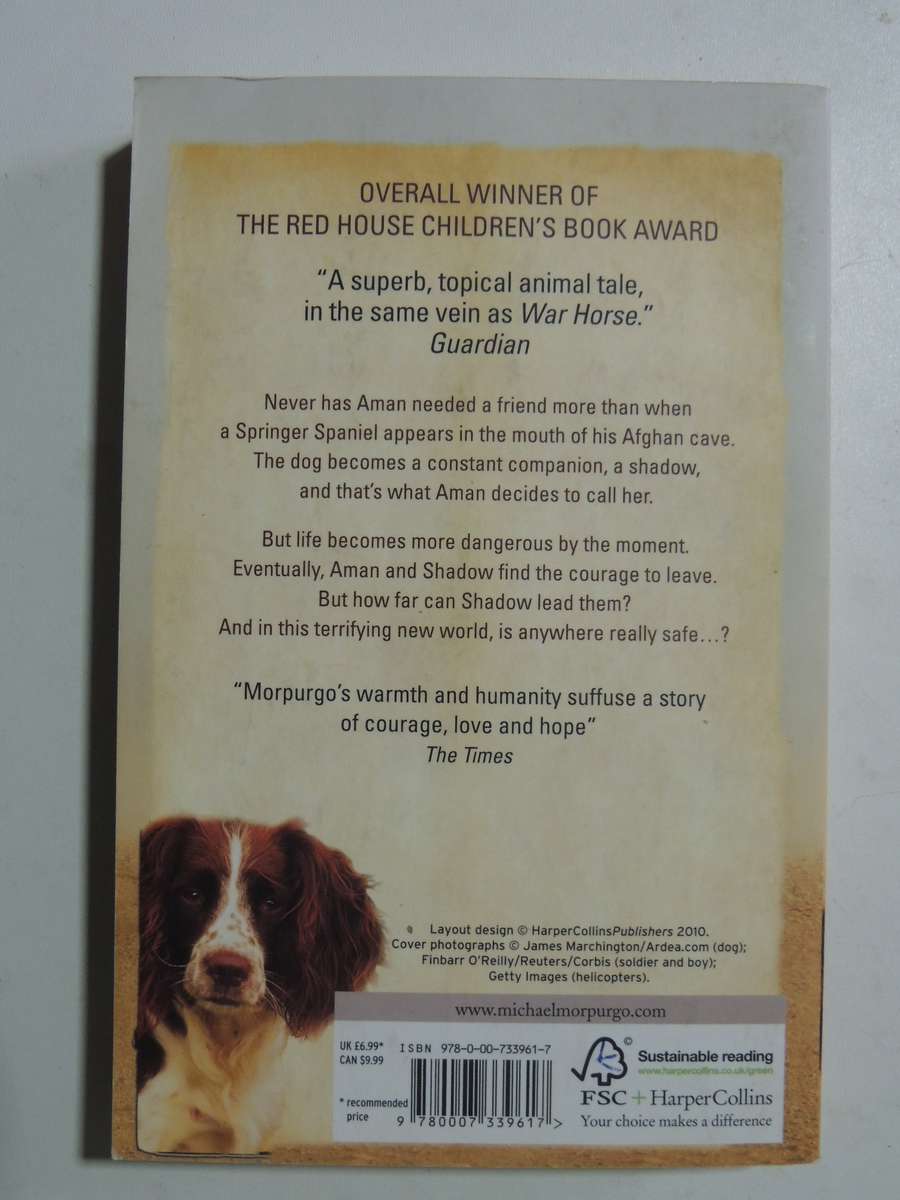 OVERALL WINNER OF
THE RED HOUSE CHILDREN'S BOOK AWARD
“A superb, topical animal tale,
in the same vein as War Horse.”
Guardian
Never has Aman needed a friend more than when
a Springer Spaniel appears in the mouth of his Afghan cave.
The dog becomes a constant companion, a shadow,
and that's what Aman decides to call her.
But life becomes more dangerous by the moment.
Eventually, Aman and Shadow find the courage to leave.
But how far can Shadow lead them?
And in this terrifying new world, is anywhere really safe…?
“Morpurgo's warmth and humanity suffuse a story
of courage, love and hope”
The Times
Layout design © HarperCollinsPublishers 2010.
Cover photographs © James Marchington/Ardea.com (dog);
Finbarr O'Reilly/Reuters/Corbis (soldier and boy);
Getty Images (helicopters).
www.michaelmorpurgo.com
UK £6.99*
CAN $9.99
* recommended
price
ISBN 978-0-00-733961-7
9 780007 339617 >
©
Sustainable reading
www.harpercollins.co.uk/green
FSC + HarperCollins
Your choice makes a difference